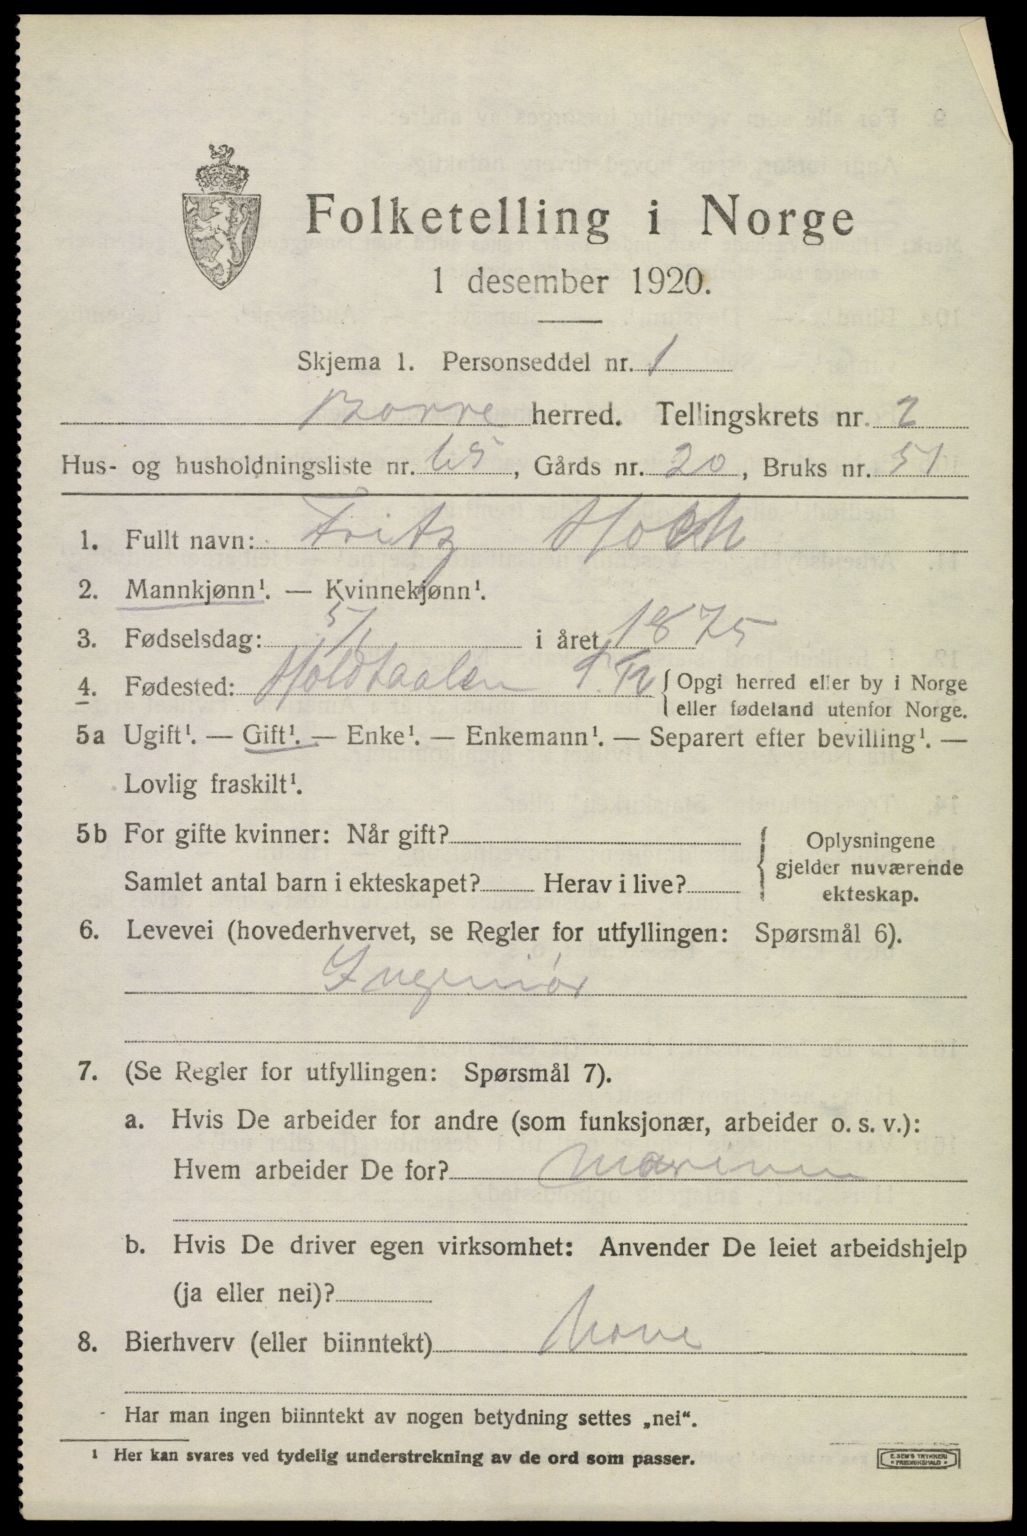 Folketelling i Norge
1 desember 1920.
Skjema 1. Personseddel nr. 1
Borre herred. Tellingskrets nr. 2
Hus- og husholdningsliste nr. 65, Gårds nr. 20, Bruks nr. 51
1. Fullt navn: Fritz Holch
2. Mannkjønn¹. — Kvinnekjønn¹.
3. Fødselsdag: 5/1 i året 1875
4. Fødested: Holdtaalen S.T. { Opgi herred eller by i Norge
eller fødeland utenfor Norge.
5a Ugift¹. — Gift¹. — Enke¹. — Enkemann¹. — Separert efter bevilling¹. —
Lovlig fraskilt¹.
5b For gifte kvinner: Når gift?
Samlet antal barn i ekteskapet? Herav i live?
Oplysningene
gjelder nuværende
ekteskap.
6. Levevei (hovederhvervet, se Regler for utfyllingen: Spørsmål 6).
Ingeniør
7. (Se Regler for utfyllingen: Spørsmål 7).
a. Hvis De arbeider for andre (som funksjonær, arbeider o. s. v.):
Hvem arbeider De for? Marinen
b. Hvis De driver egen virksomhet: Anvender De leiet arbeidshjelp
(ja eller nei)?
8. Bierhverv (eller biinntekt)
Har man ingen biinntekt av nogen betydning settes „nei“.
¹ Her kan svares ved tydelig understrekning av de ord som passer.